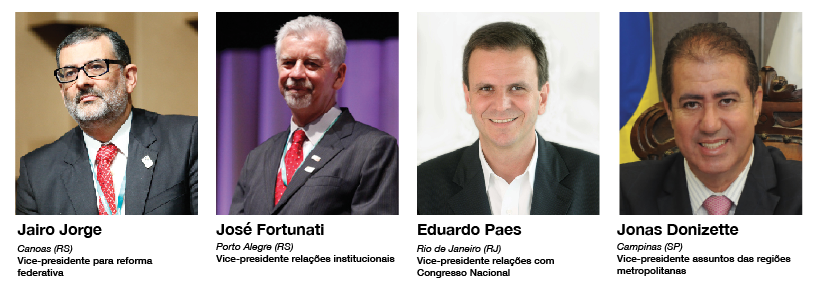 Jairo Jorge
Canoas (RS)
Vice-presidente para reforma
federativa
José Fortunati
Porto Alegre (RS)
Vice-presidente relações institucionais
Eduardo Paes
Rio de Janeiro (RJ)
Vice-presidente relações com
Congresso Nacional
Jonas Donizette
Campinas (SP)
Vice-presidente assuntos das regiões
metropolitanas